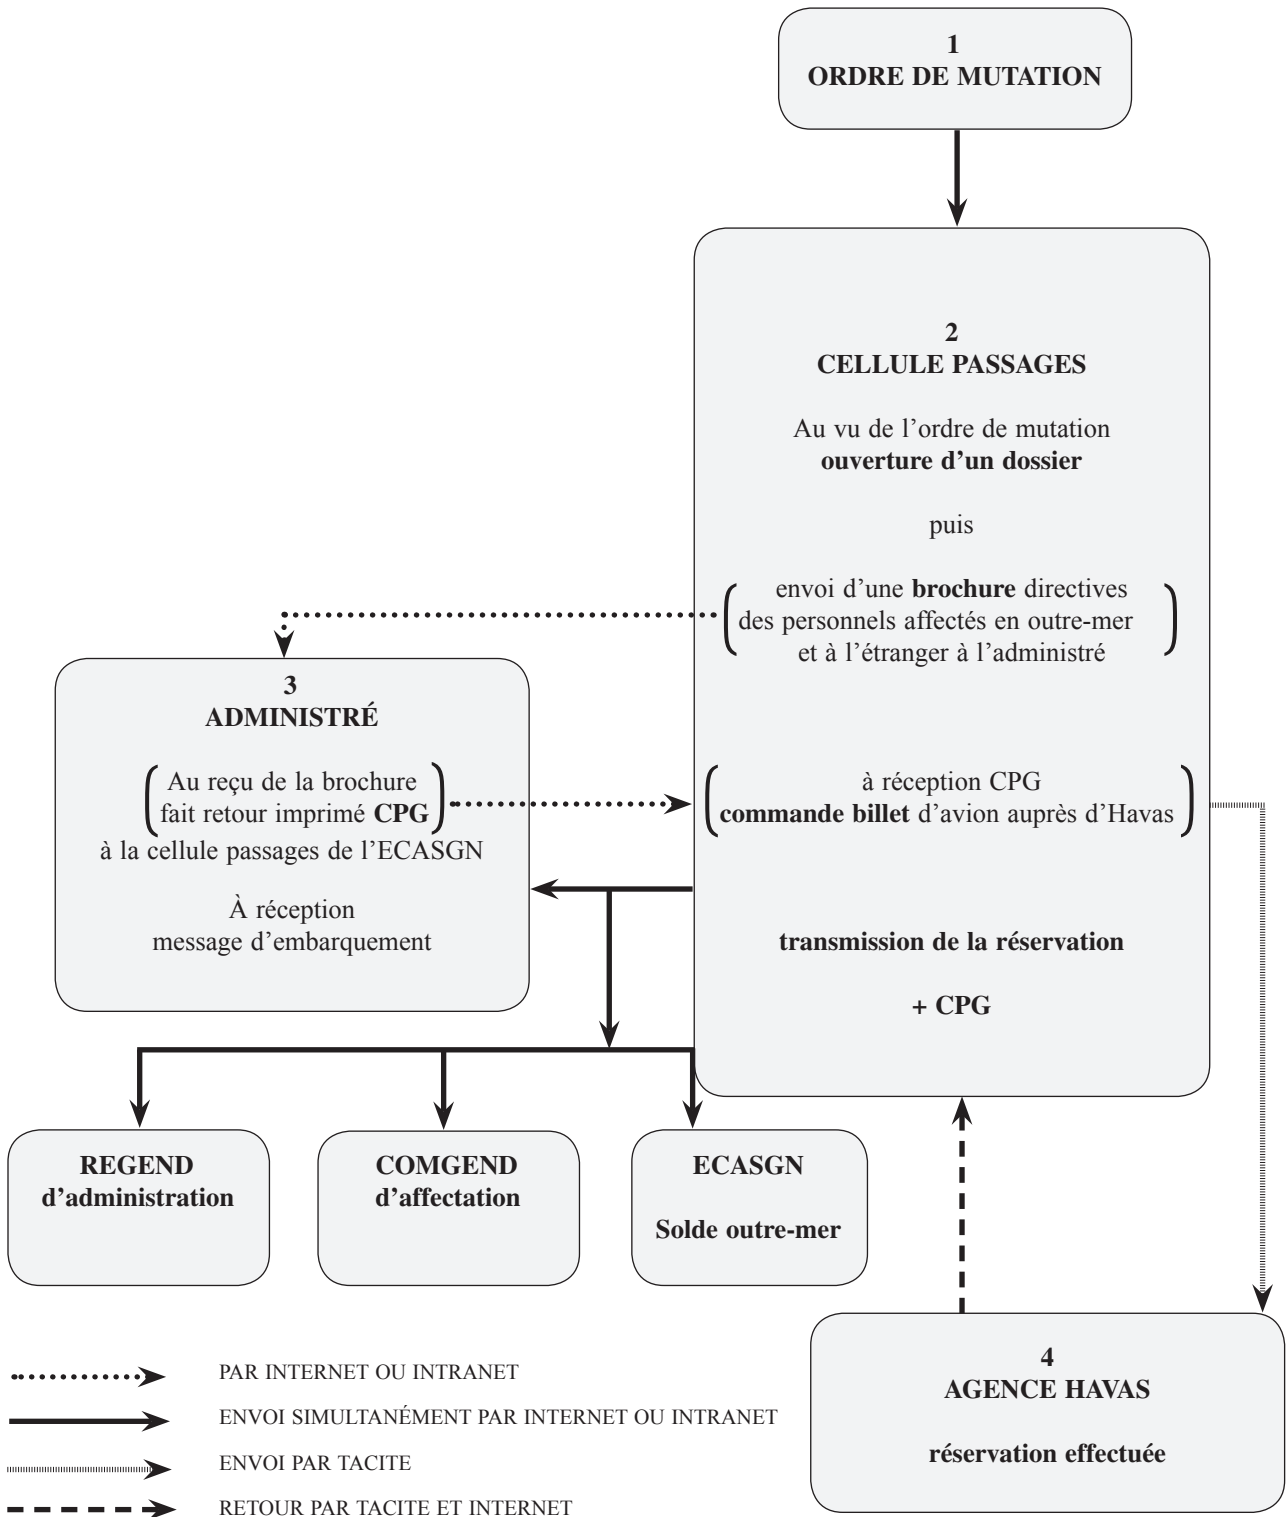 1
ORDRE DE MUTATION
2
CELLULE PASSAGES
Au vu de l’ordre de mutation
ouverture d’un dossier
puis
envoi d’une brochure directives
des personnels affectés en outre-mer
et à l’étranger à l’administré
3
ADMINISTRÉ
Au reçu de la brochure
fait retour imprimé CPG
à la cellule passages de l’ECASGN
À réception
message d’embarquement
à réception CPG
commande billet d’avion auprès d’Havas
transmission de la réservation
+ CPG
REGEND
d’administration
COMGEND
d’affectation
ECASGN
Solde outre-mer
4
AGENCE HAVAS
réservation effectuée
PAR INTERNET OU INTRANET
ENVOI SIMULTANÉMENT PAR INTERNET OU INTRANET
ENVOI PAR TACITE
RETOUR PAR TACITE ET INTERNET